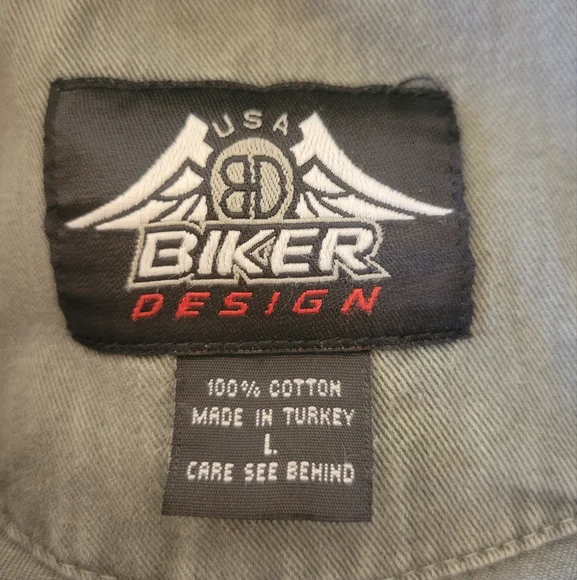 USA
BD
BIKER
DESIGN
100% COTTON
MADE IN TURKEY
L.
CARE SEE BEHIND